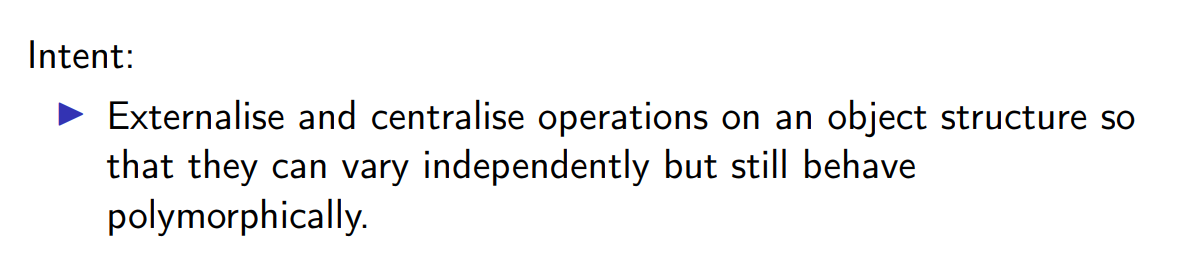 Intent:
Externalise and centralise operations on an object structure so
that they can vary independently but still behave
polymorphically.